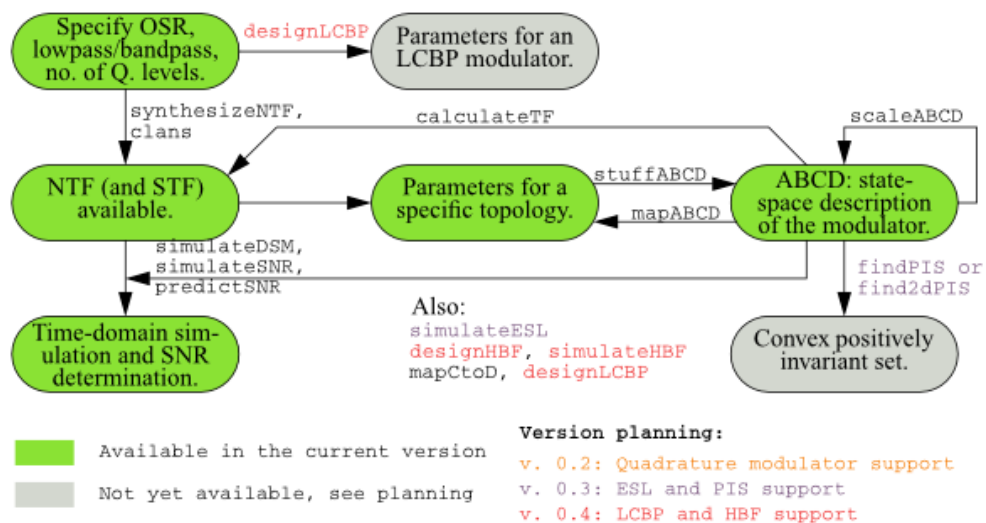 Specify OSR,
lowpass/bandpass,
no. of Q. levels.
designLCBP
Parameters for an
LCBP modulator.
synthesizeNTF,
clans
calculateTF
scaleABCD
NTF (and STF)
available.
Parameters for a
specific topology.
stuffABCD
mapABCD
ABCD: state-
space description
of the modulator.
simulateDSM,
simulateSNR,
predictSNR
findPIS or
find2dPIS
Time-domain sim-
ulation and SNR
determination.
Also:
simulateESL
designHBF, simulateHBF
mapCtoD, designLCBP
Convex positively
invariant set.
Available in the current version
Not yet available, see planning
Version planning:
v. 0.2: Quadrature modulator support
v. 0.3: ESL and PIS support
v. 0.4: LCBP and HBF support